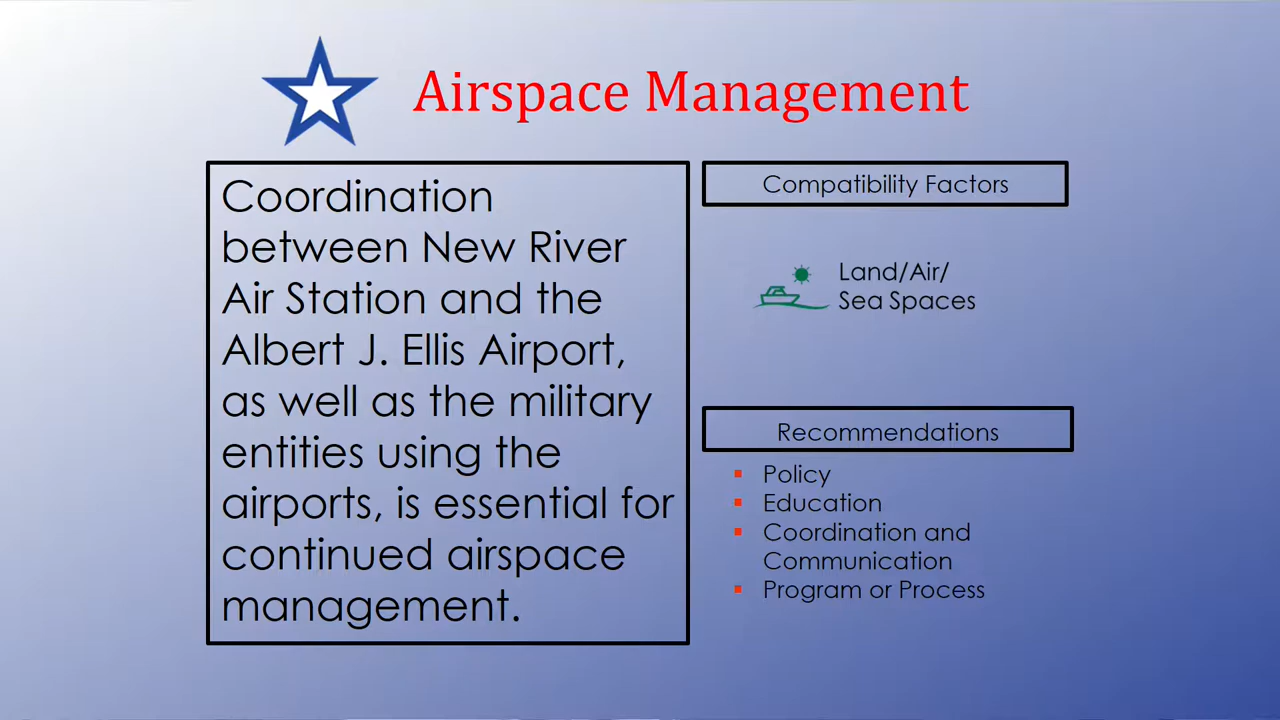 Airspace Management
Coordination
between New River
Air Station and the
Albert J. Ellis Airport,
as well as the military
entities using the
airports, is essential for
continued airspace
management.
Compatibility Factors
Land/Air/
Sea Spaces
Recommendations
▪ Policy
▪ Education
▪ Coordination and
Communication
▪ Program or Process